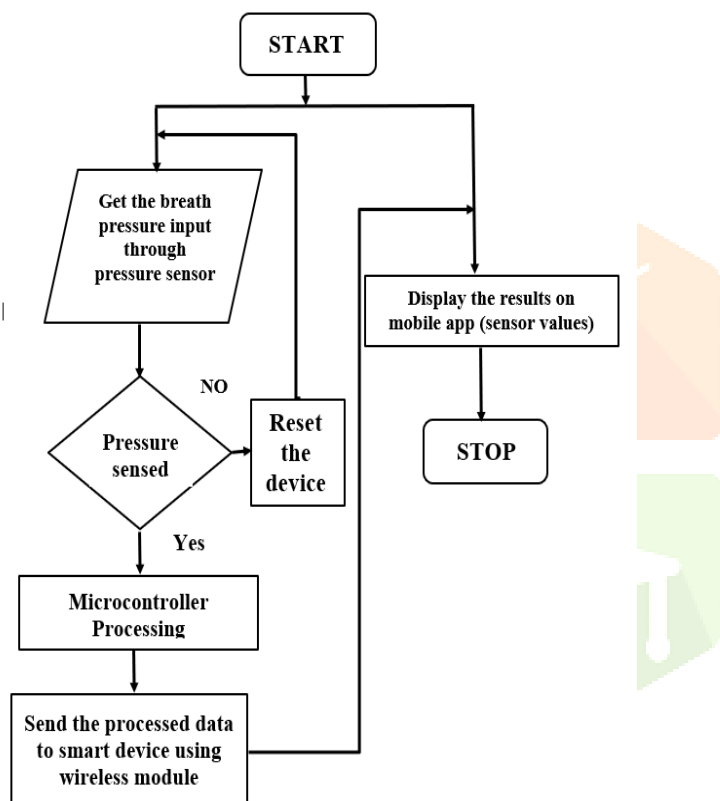 START
Get the breath
pressure input
through
pressure sensor
Display the results on
mobile app (sensor values)
NO
Pressure
sensed
Reset
the
device
STOP
Yes
Microcontroller
Processing
Send the processed data
to smart device using
wireless module